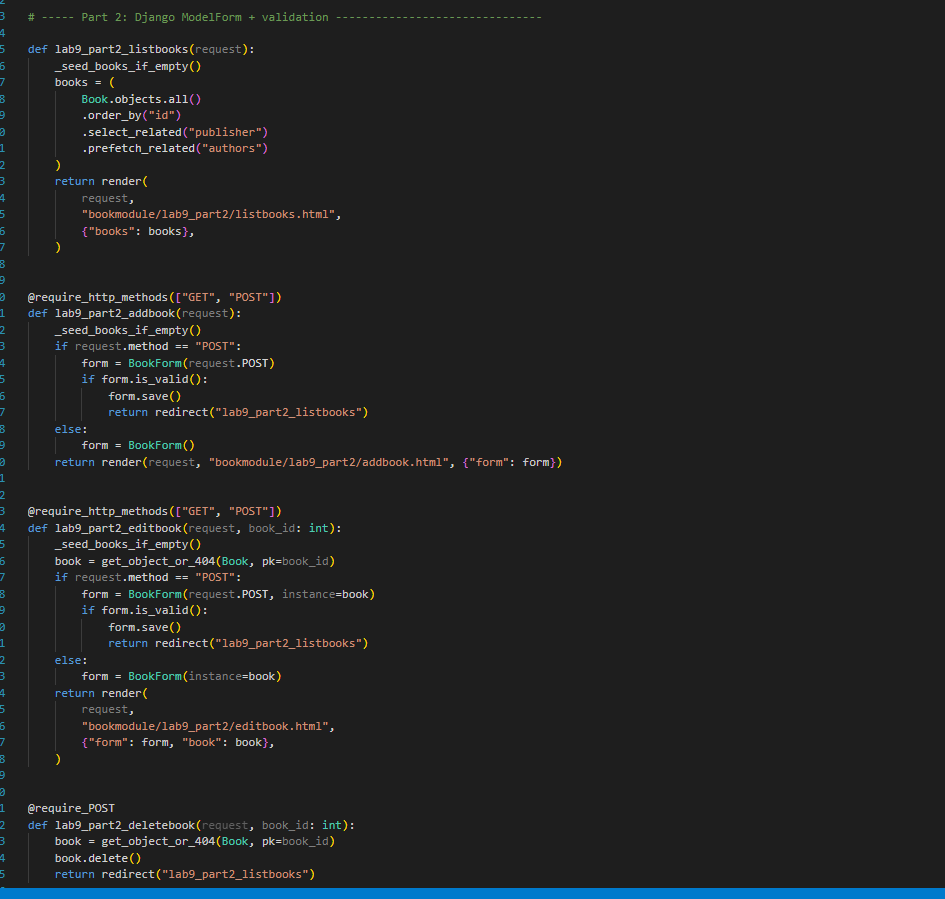 # ----- Part 2: Django ModelForm + validation -------------------------------
def lab9_part2_listbooks(request):
    _seed_books_if_empty()
    books = (
        Book.objects.all()
        .order_by("id")
        .select_related("publisher")
        .prefetch_related("authors")
    )
    return render(
        request,
        "bookmodule/lab9_part2/listbooks.html",
        {"books": books},
    )
@require_http_methods(["GET", "POST"])
def lab9_part2_addbook(request):
    _seed_books_if_empty()
    if request.method == "POST":
        form = BookForm(request.POST)
        if form.is_valid():
            form.save()
            return redirect("lab9_part2_listbooks")
    else:
        form = BookForm()
    return render(request, "bookmodule/lab9_part2/addbook.html", {"form": form})
@require_http_methods(["GET", "POST"])
def lab9_part2_editbook(request, book_id: int):
    _seed_books_if_empty()
    book = get_object_or_404(Book, pk=book_id)
    if request.method == "POST":
        form = BookForm(request.POST, instance=book)
        if form.is_valid():
            form.save()
            return redirect("lab9_part2_listbooks")
    else:
        form = BookForm(instance=book)
    return render(
        request,
        "bookmodule/lab9_part2/editbook.html",
        {"form": form, "book": book},
    )
@require_POST
def lab9_part2_deletebook(request, book_id: int):
    book = get_object_or_404(Book, pk=book_id)
    book.delete()
    return redirect("lab9_part2_listbooks")